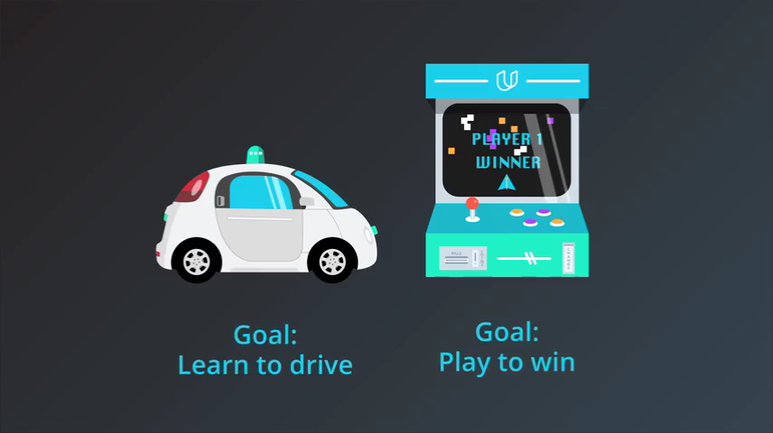 PLAYER 1
WINNER
Goal:
Learn to drive
Goal:
Play to win